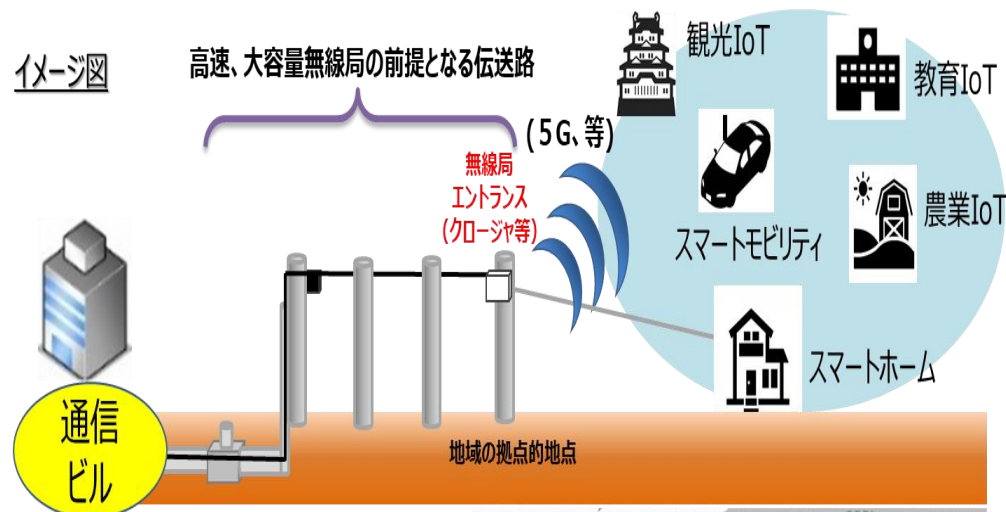 イメージ図
高速、大容量無線局の前提となる伝送路
(5G、等)
無線局
エントランス
(クロージャ等)
観光IoT
教育IoT
スマートモビリティ
農業IoT
スマートホーム
通信
ビル
地域の拠点的地点